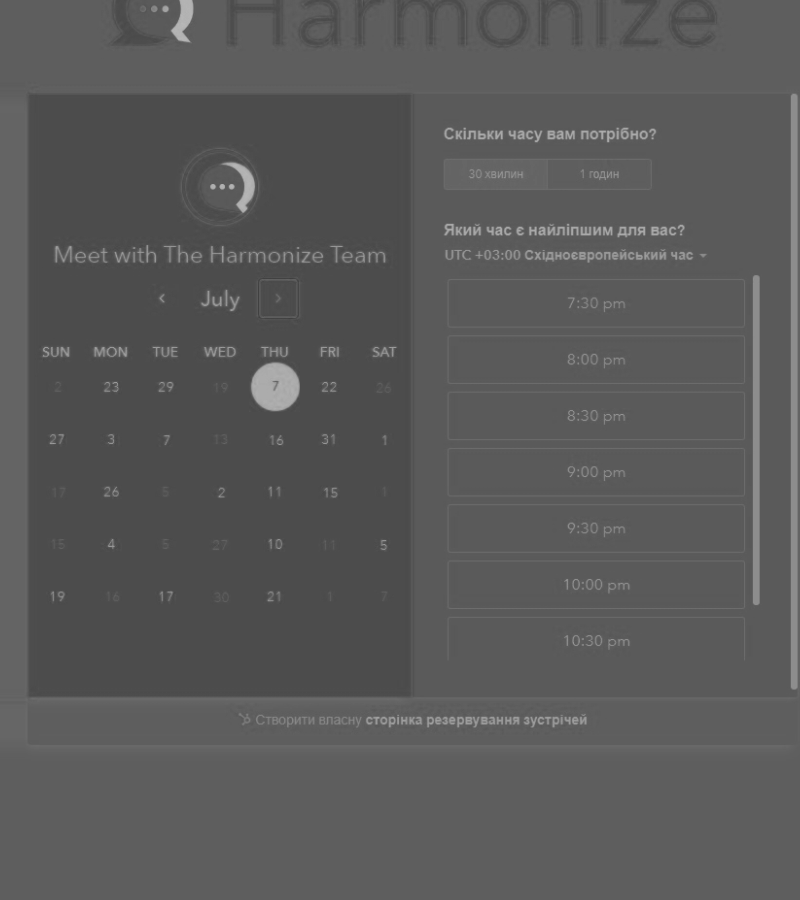 Harmonize
Meet with The Harmonize Team
July
SUN MON TUE WED THU FRI SAT
2 23 29 19 7 22 26
27 3 7 13 16 31 1
17 26 5 2 11 15 1
15 4 5 27 10 11 5
19 16 17 30 21 1 7
Скільки часу вам потрібно?
30 хвилин 1 годин
Який час є найліпшим для вас?
UTC +03:00 Східноєвропейський час
7:30 pm
8:00 pm
8:30 pm
9:00 pm
9:30 pm
10:00 pm
10:30 pm
Створити власну сторінка резервування зустрічей